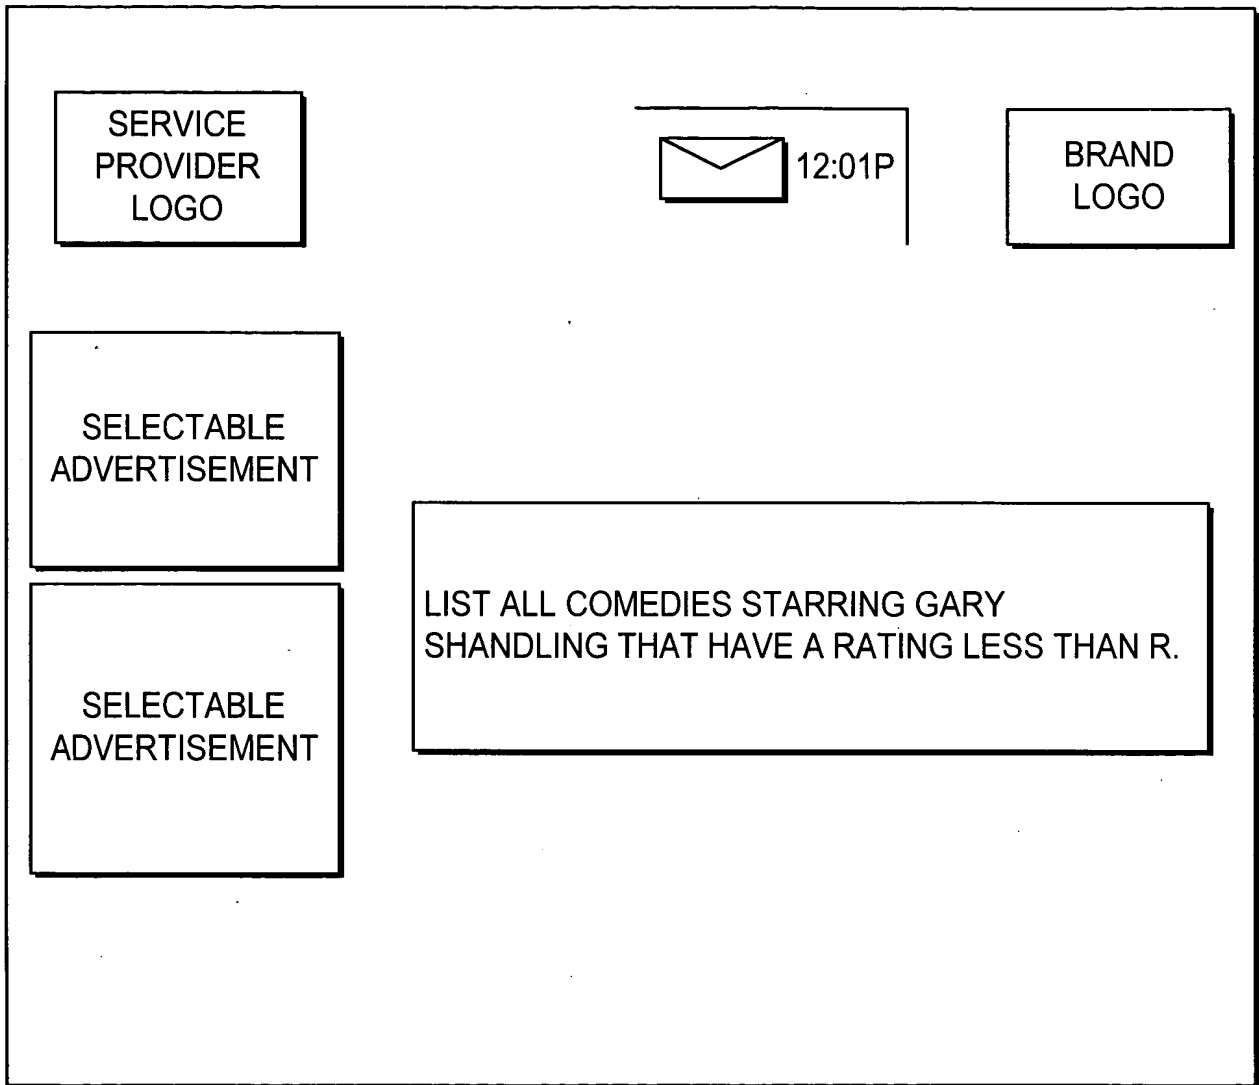 SERVICE
PROVIDER
LOGO
12:01P
BRAND
LOGO
SELECTABLE
ADVERTISEMENT
SELECTABLE
ADVERTISEMENT
LIST ALL COMEDIES STARRING GARY
SHANDLING THAT HAVE A RATING LESS THAN R.